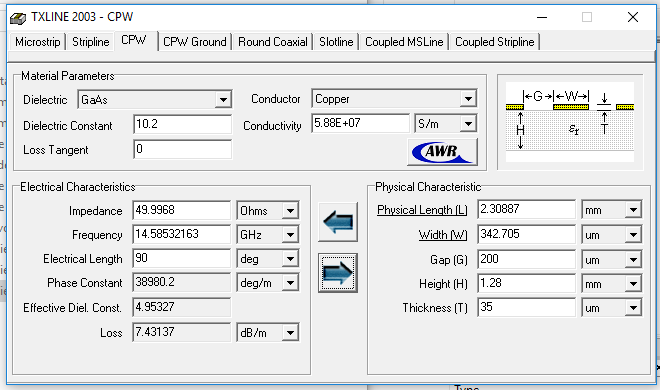 TXLINE 2003 - CPW
Microstrip Stripline CPW CPW Ground Round Coaxial Slotline Coupled MSLine Coupled Stripline
Material Parameters
Dielectric GaAs Conductor Copper
Dielectric Constant 10.2 Conductivity 5.88E+07 S/m
Loss Tangent 0
AWR
G W
H εr T
Electrical Characteristics
Impedance 49.9968 Ohms
Frequency 14.58532163 GHz
Electrical Length 90 deg
Phase Constant 38980.2 deg/m
Effective Diel. Const. 4.95327
Loss 7.43137 dB/m
Physical Characteristic
Physical Length (L) 2.30887 mm
Width (W) 342.705 um
Gap (G) 200 um
Height (H) 1.28 mm
Thickness (T) 35 um
Type